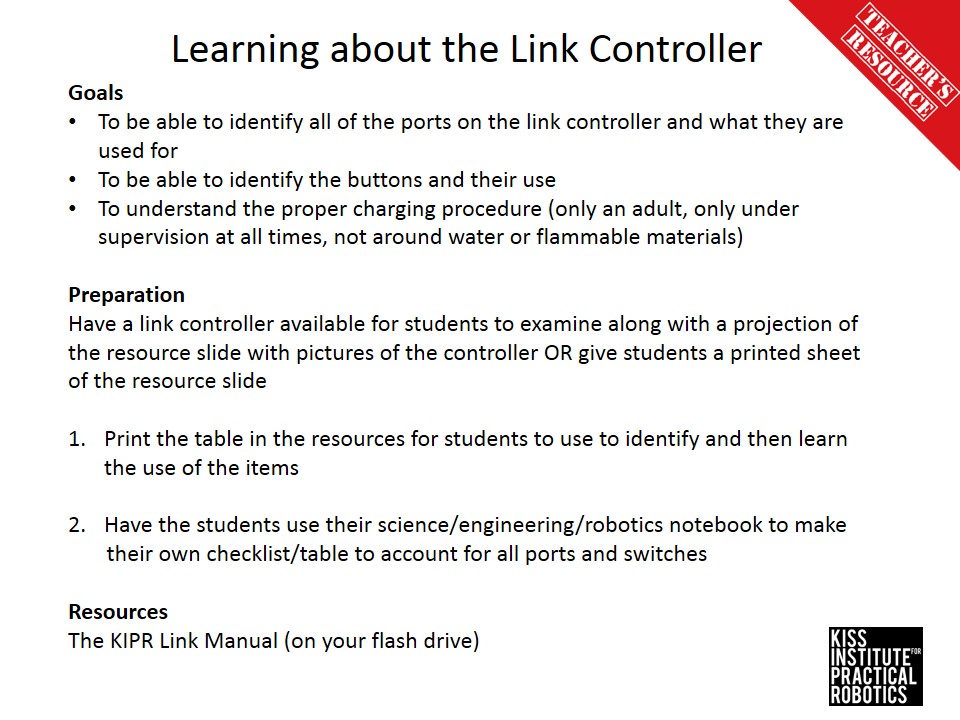 Learning about the Link Controller
TEACHER'S
RESOURCE
Goals
• To be able to identify all of the ports on the link controller and what they are
used for
• To be able to identify the buttons and their use
• To understand the proper charging procedure (only an adult, only under
supervision at all times, not around water or flammable materials)
Preparation
Have a link controller available for students to examine along with a projection of
the resource slide with pictures of the controller OR give students a printed sheet
of the resource slide
1. Print the table in the resources for students to use to identify and then learn
the use of the items
2. Have the students use their science/engineering/robotics notebook to make
their own checklist/table to account for all ports and switches
Resources
The KIPR Link Manual (on your flash drive)
KISS
INSTITUTE FOR
PRACTICAL
ROBOTICS